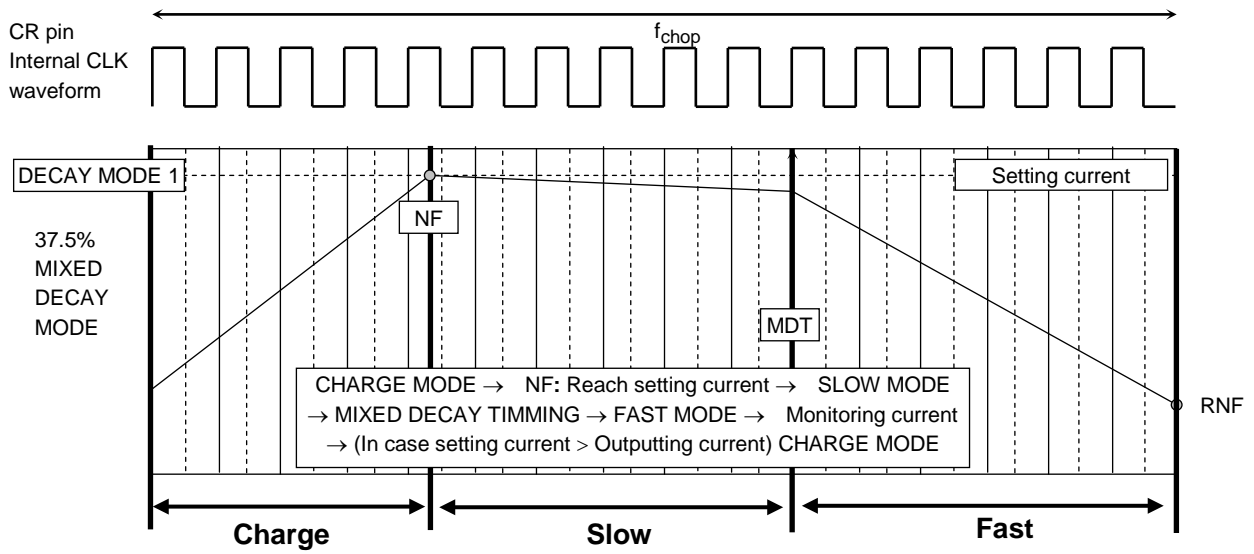 CR pin
Internal CLK
waveform
fchop
DECAY MODE 1
Setting current
NF
37.5%
MIXED
DECAY
MODE
MDT
CHARGE MODE → NF: Reach setting current → SLOW MODE
→ MIXED DECAY TIMMING → FAST MODE → Monitoring current
→ (In case setting current > Outputting current) CHARGE MODE
RNF
Charge
Slow
Fast